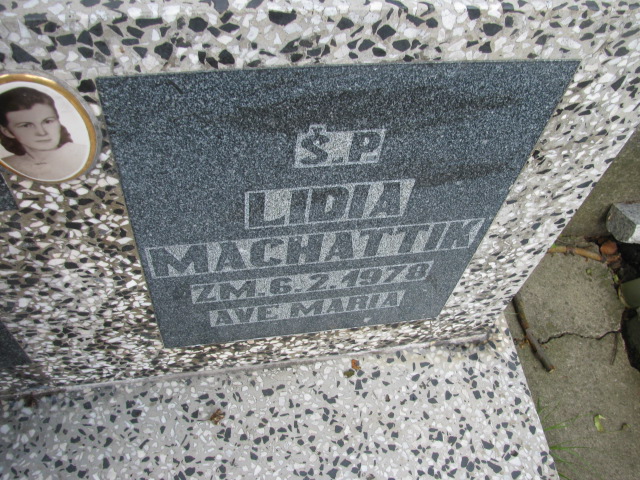 Ś.P.
LIDIA
MACHATTIK
ZM. 6.2.1978
AVE MARIA